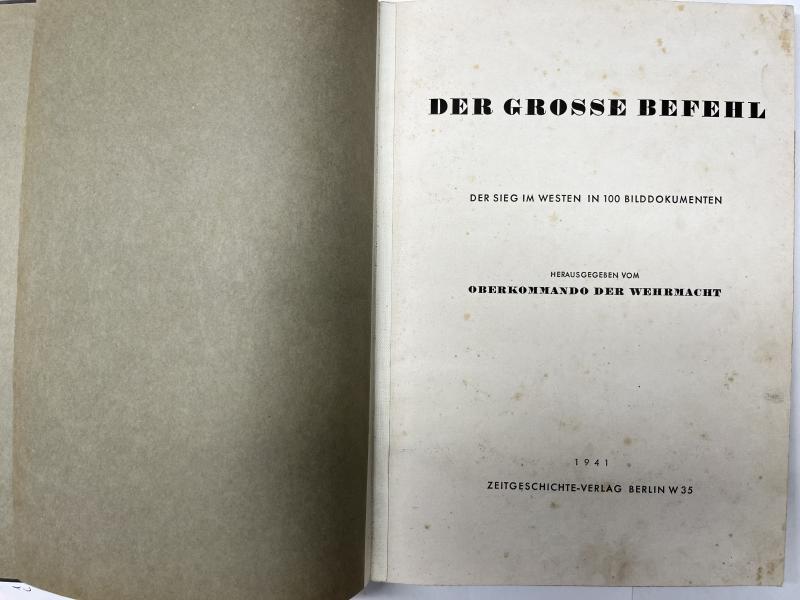 DER GROSSE BEFEHL
DER SIEG IM WESTEN IN 100 BILDDOKUMENTEN
HERAUSGEGEBEN VOM
OBERKOMMANDO DER WEHRMACHT
1941
ZEITGESCHICHTE-VERLAG BERLIN W 35